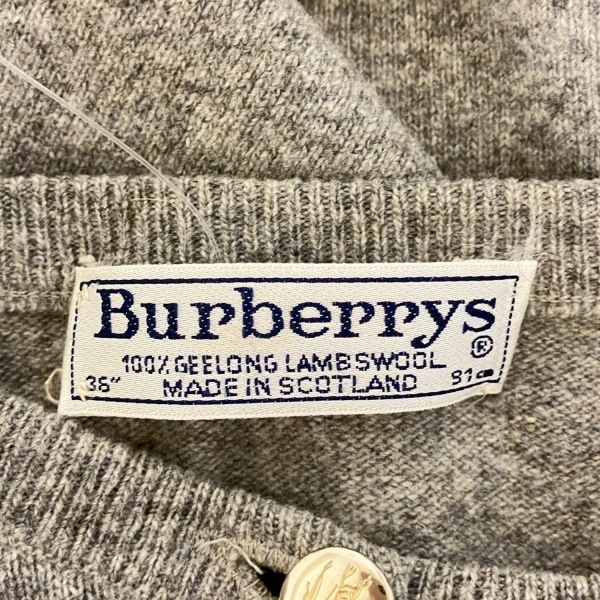 Burberrys®
100% GEELONG LAMBSWOOL
36" MADE IN SCOTLAND 91cm